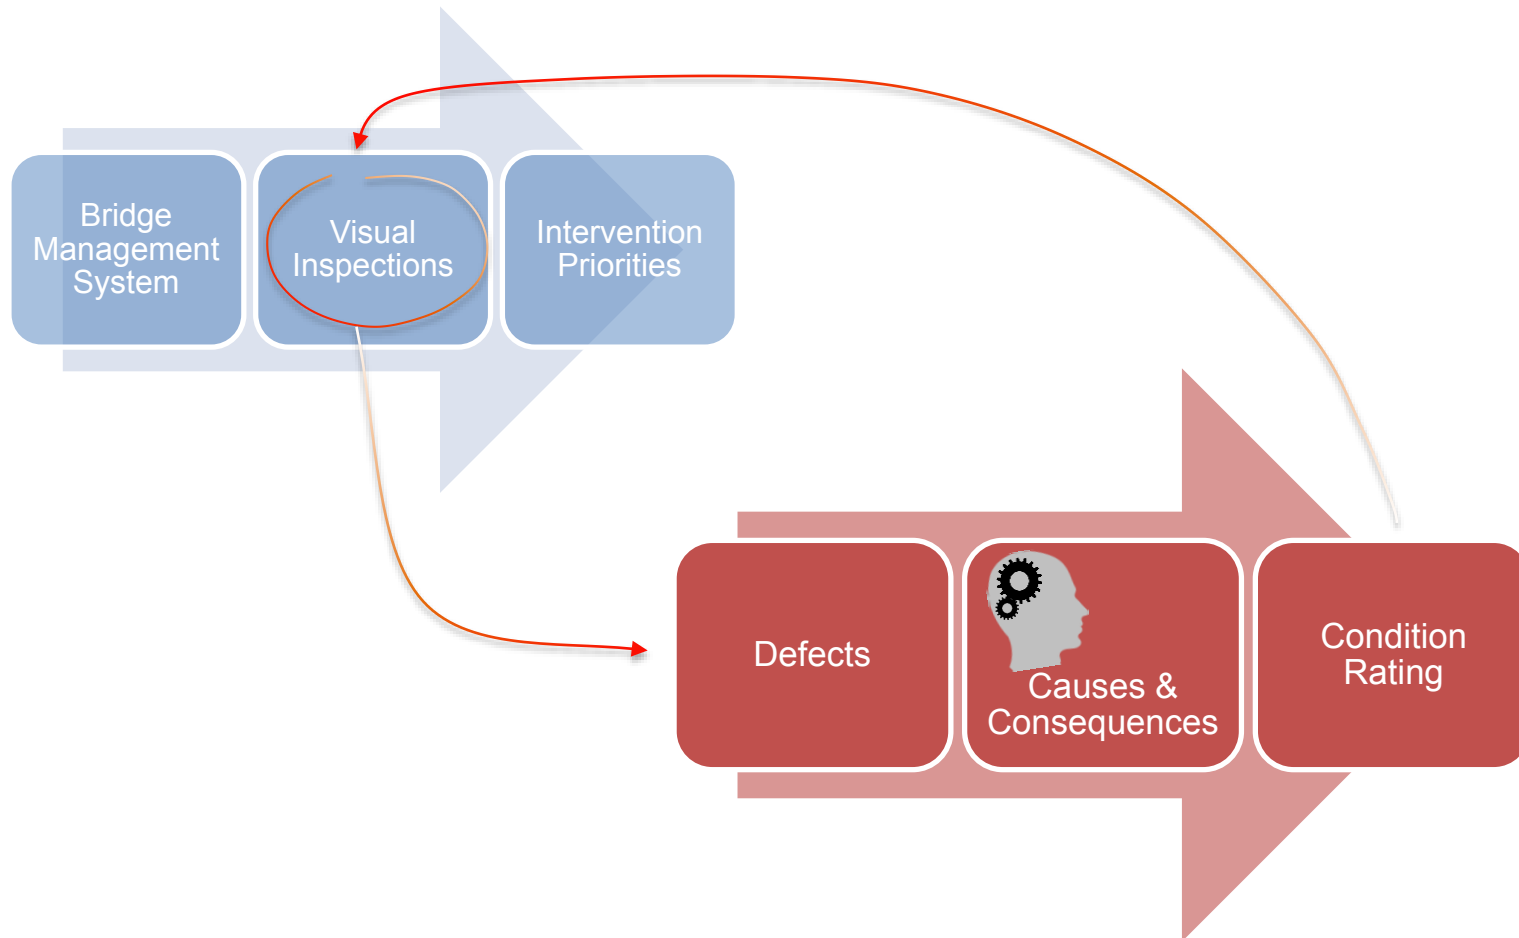 Bridge
Management
System
Visual
Inspections
Intervention
Priorities
Defects
Causes &
Consequences
Condition
Rating